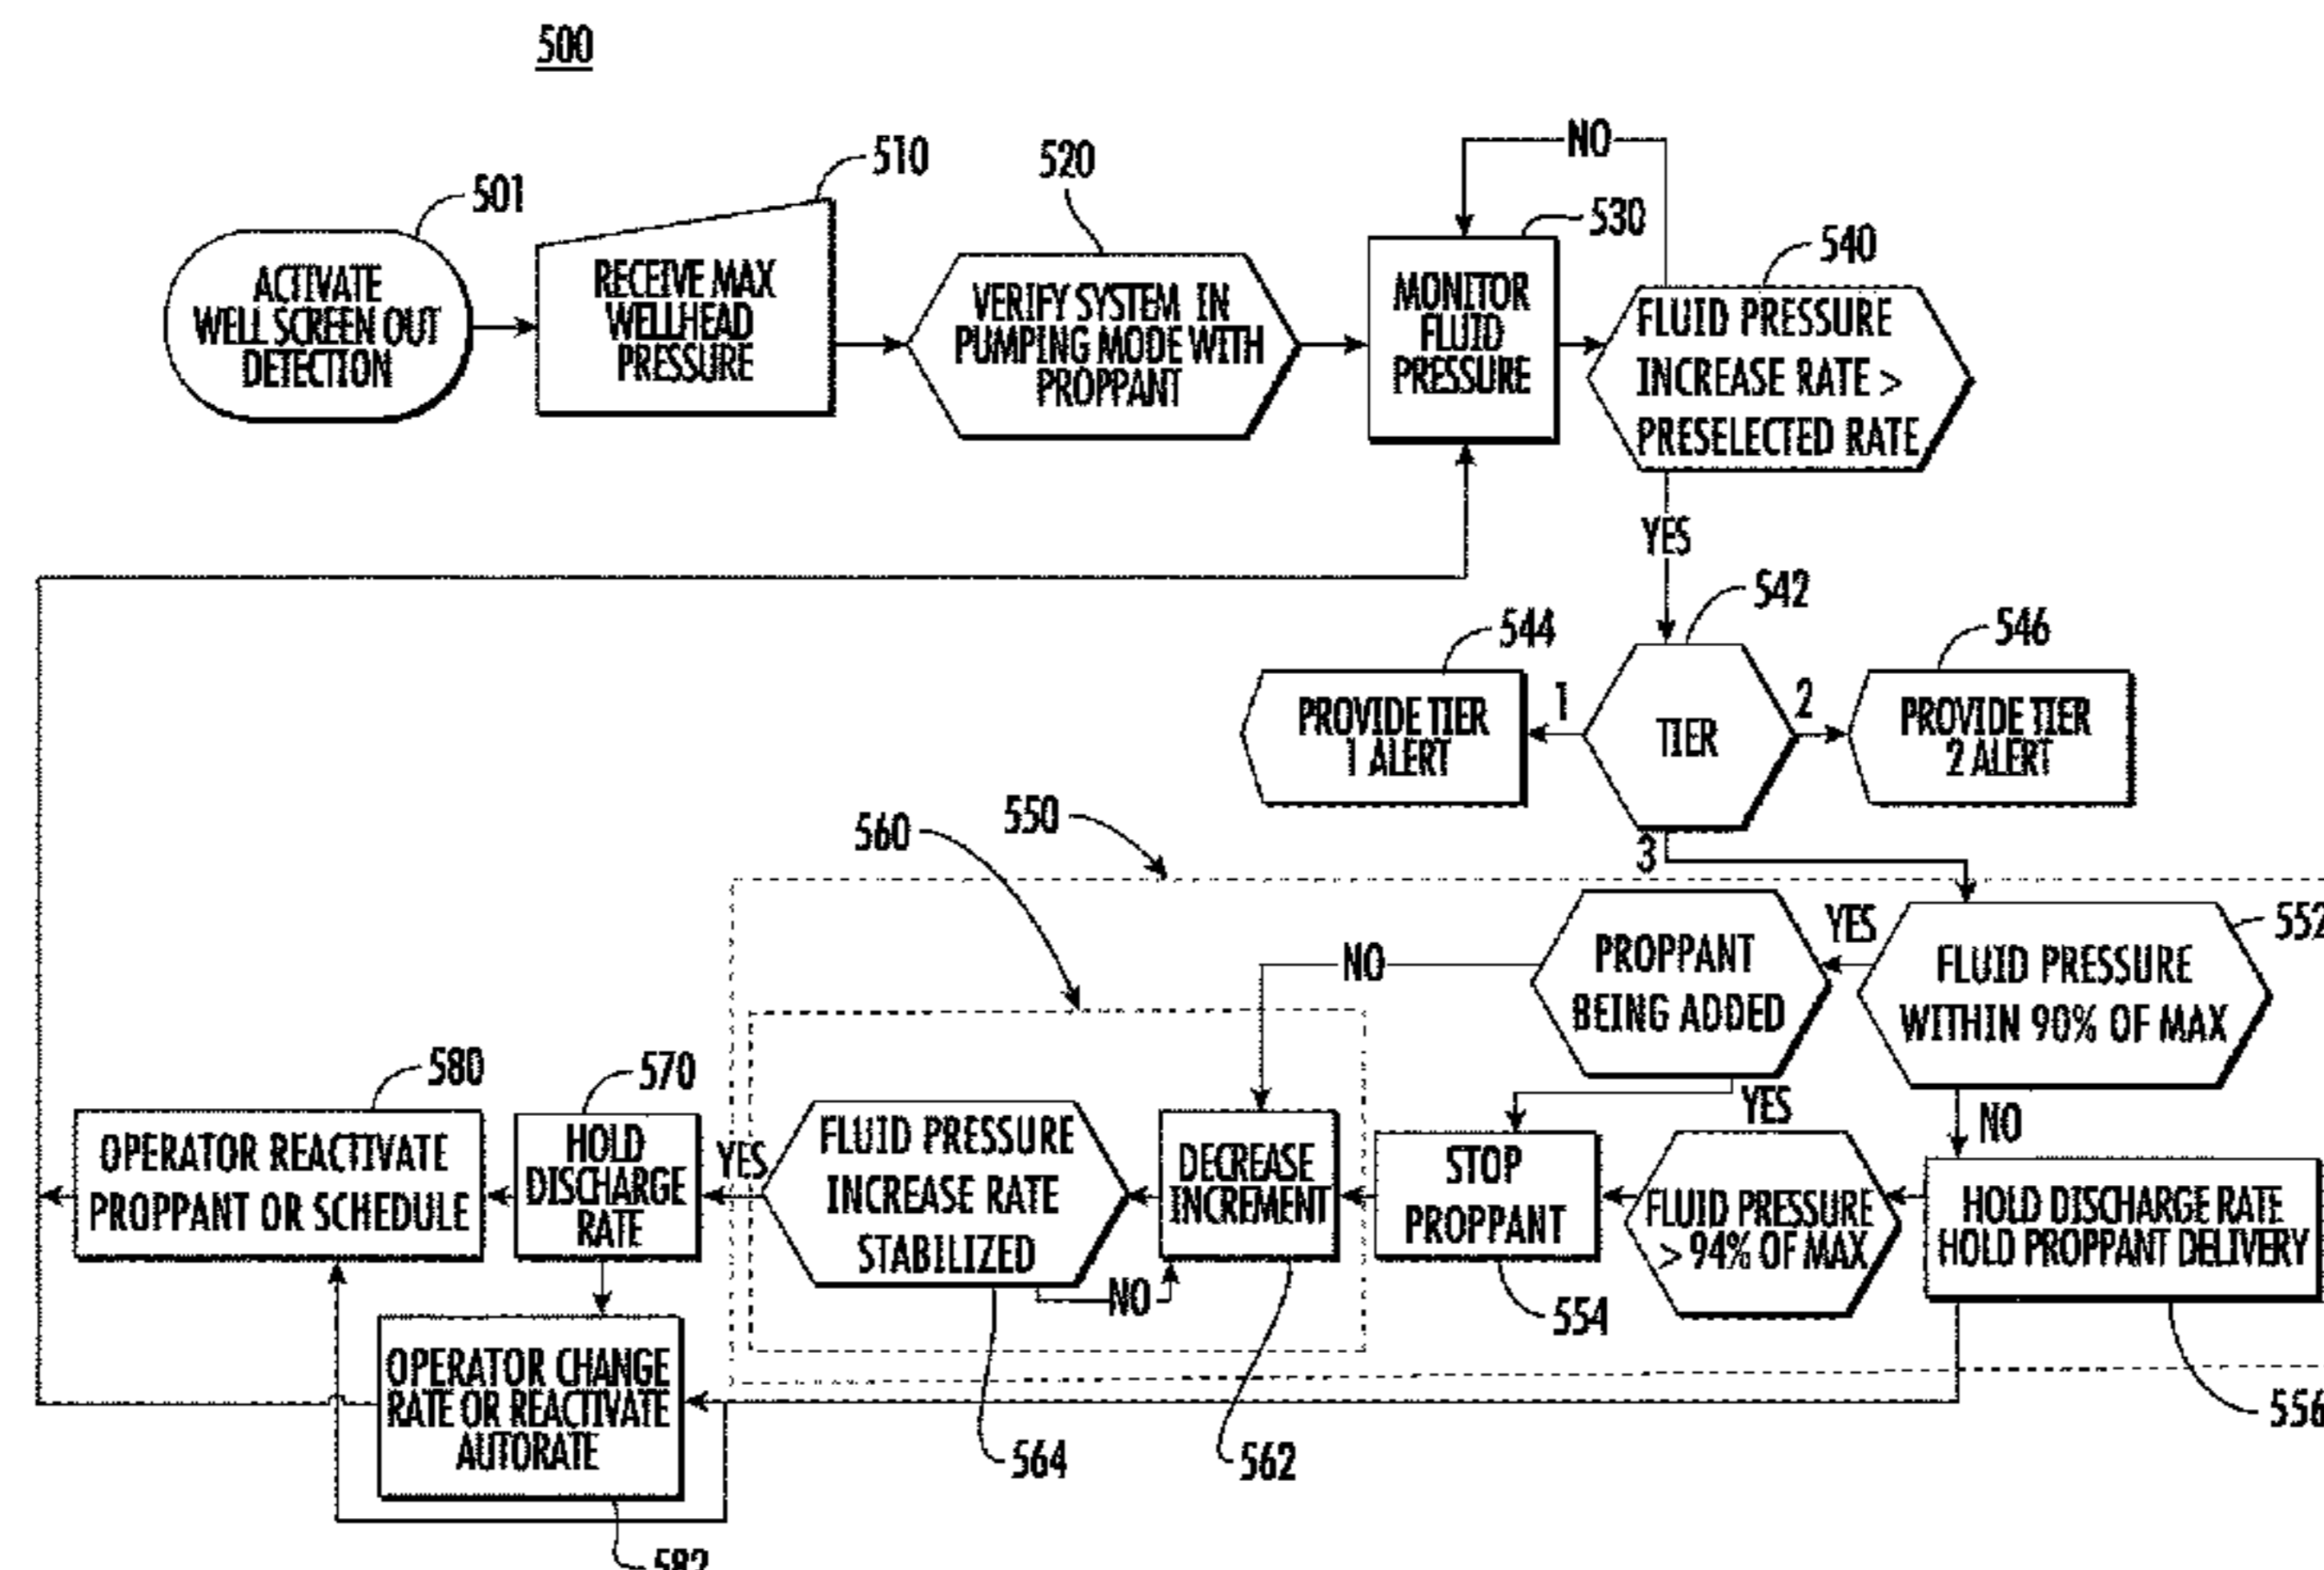 500
501
ACTIVATE
WELL SCREEN OUT
DETECTION
510
RECEIVE MAX
WELLHEAD
PRESSURE
520
VERIFY SYSTEM IN
PUMPING MODE WITH
PROPPANT
NO
530
MONITOR
FLUID
PRESSURE
540
FLUID PRESSURE
INCREASE RATE >
PRESELECTED RATE
YES
542
TIER
1
2
3
544
PROVIDE TIER
1 ALERT
546
PROVIDE TIER
2 ALERT
550
560
552
FLUID PRESSURE
WITHIN 90% OF MAX
YES
PROPPANT
BEING ADDED
NO
YES
NO
HOLD DISCHARGE RATE
HOLD PROPPANT DELIVERY
556
FLUID PRESSURE
> 94% OF MAX
STOP
PROPPANT
554
DECREASE
INCREMENT
562
FLUID PRESSURE
INCREASE RATE
STABILIZED
564
NO
YES
570
HOLD
DISCHARGE
RATE
580
OPERATOR REACTIVATE
PROPPANT OR SCHEDULE
OPERATOR CHANGE
RATE OR REACTIVATE
AUTORATE
582